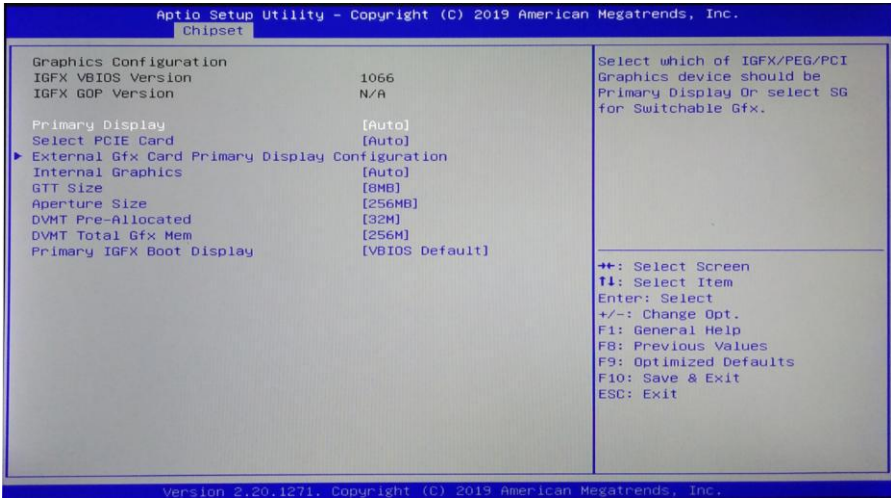 Aptio Setup Utility – Copyright (C) 2019 American Megatrends, Inc.
Chipset
Graphics Configuration
IGFX VBIOS Version 1066
IGFX GOP Version N/A
Primary Display [Auto]
Select PCIE Card [Auto]
▶ External Gfx Card Primary Display Configuration
Internal Graphics [Auto]
GTT Size [8MB]
Aperture Size [256MB]
DVMT Pre-Allocated [32M]
DVMT Total Gfx Mem [256M]
Primary IGFX Boot Display [VBIOS Default]
Select which of IGFX/PEG/PCI
Graphics device should be
Primary Display Or select SG
for Switchable Gfx.
→←: Select Screen
↑↓: Select Item
Enter: Select
+/-: Change Opt.
F1: General Help
F8: Previous Values
F9: Optimized Defaults
F10: Save & Exit
ESC: Exit
Version 2.20.1271. Copyright (C) 2019 American Megatrends, Inc.